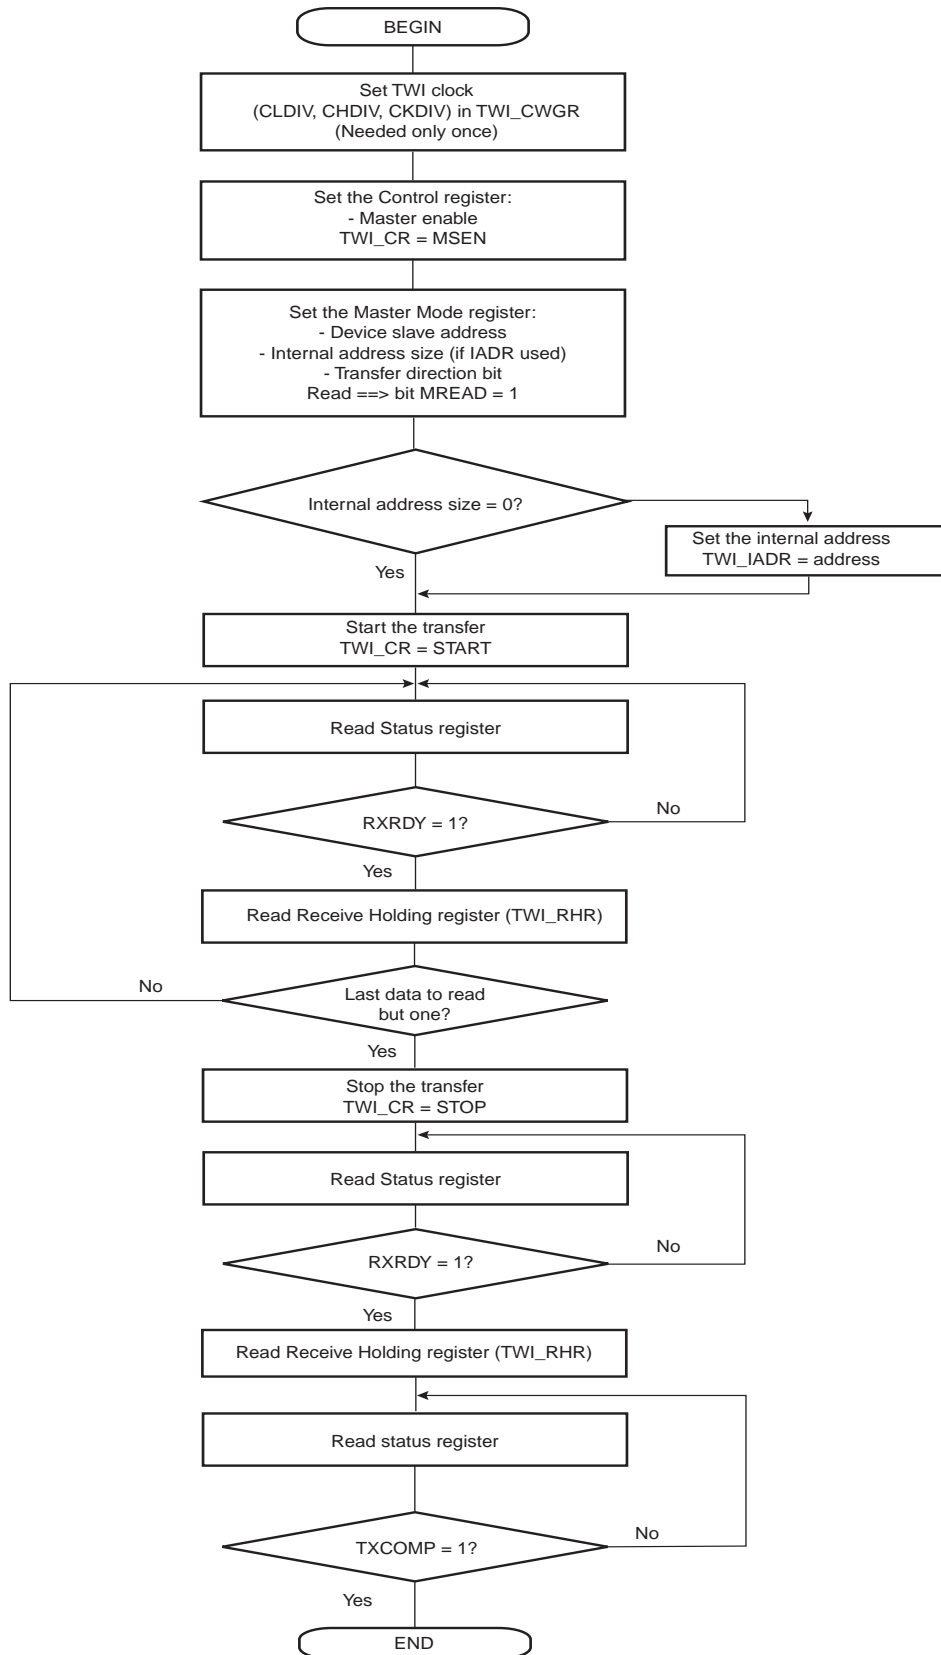 BEGIN
Set TWI clock
(CLDIV, CHDIV, CKDIV) in TWI_CWGR
(Needed only once)
Set the Control register:
- Master enable
TWI_CR = MSEN
Set the Master Mode register:
- Device slave address
- Internal address size (if IADR used)
- Transfer direction bit
Read ==> bit MREAD = 1
Internal address size = 0?
Set the internal address
TWI_IADR = address
Yes
Start the transfer
TWI_CR = START
Read Status register
RXRDY = 1?
No
Yes
Read Receive Holding register (TWI_RHR)
No
Last data to read
but one?
Yes
Stop the transfer
TWI_CR = STOP
Read Status register
RXRDY = 1?
No
Yes
Read Receive Holding register (TWI_RHR)
Read status register
TXCOMP = 1?
No
Yes
END